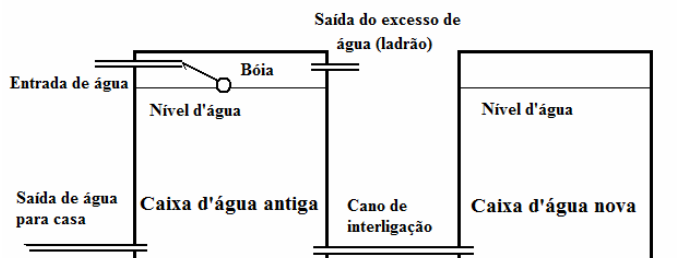 Saída do excesso de
água (ladrão)
Entrada de água
Bóia
Nível d'água
Nível d'água
Saída de água
para casa
Caixa d'água antiga
Cano de
interligação
Caixa d'água nova